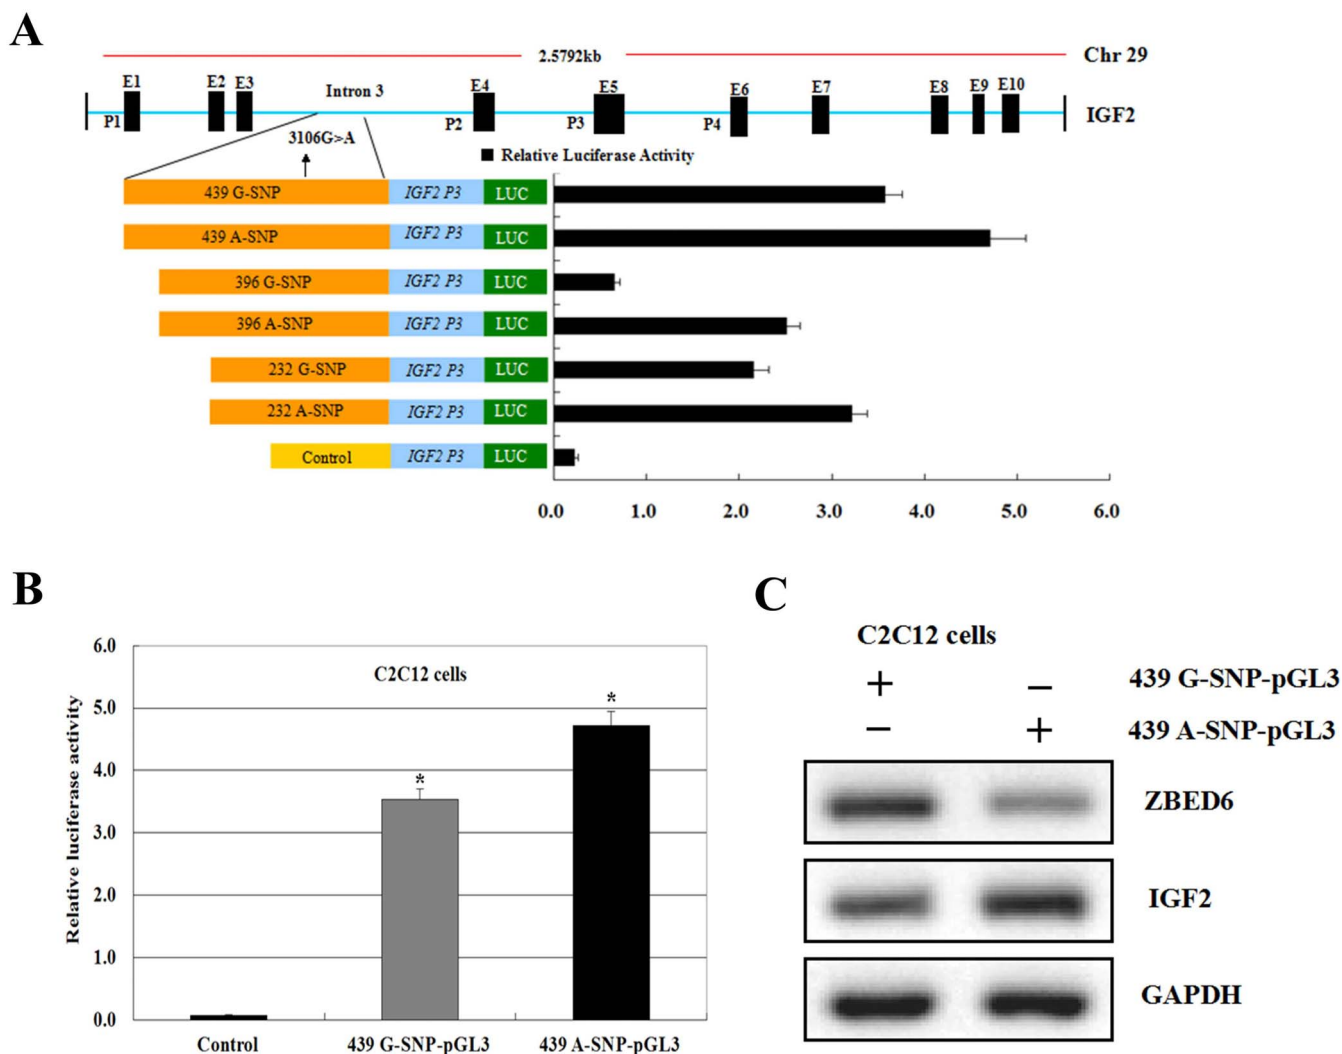 A
2.5792kb
Chr 29
E1 E2 E3 Intron 3 E4 E5 E6 E7 E8 E9 E10
P1 P2 P3 P4 IGF2
3106G>A
Relative Luciferase Activity
439 G-SNP IGF2 P3 LUC
439 A-SNP IGF2 P3 LUC
396 G-SNP IGF2 P3 LUC
396 A-SNP IGF2 P3 LUC
232 G-SNP IGF2 P3 LUC
232 A-SNP IGF2 P3 LUC
Control IGF2 P3 LUC
0.0 1.0 2.0 3.0 4.0 5.0 6.0
B
Relative luciferase activity
6.0
5.0
4.0
3.0
2.0
1.0
0.0
C2C12 cells
*
*
Control 439 G-SNP-pGL3 439 A-SNP-pGL3
C
C2C12 cells
+ − 439 G-SNP-pGL3
− + 439 A-SNP-pGL3
ZBED6
IGF2
GAPDH